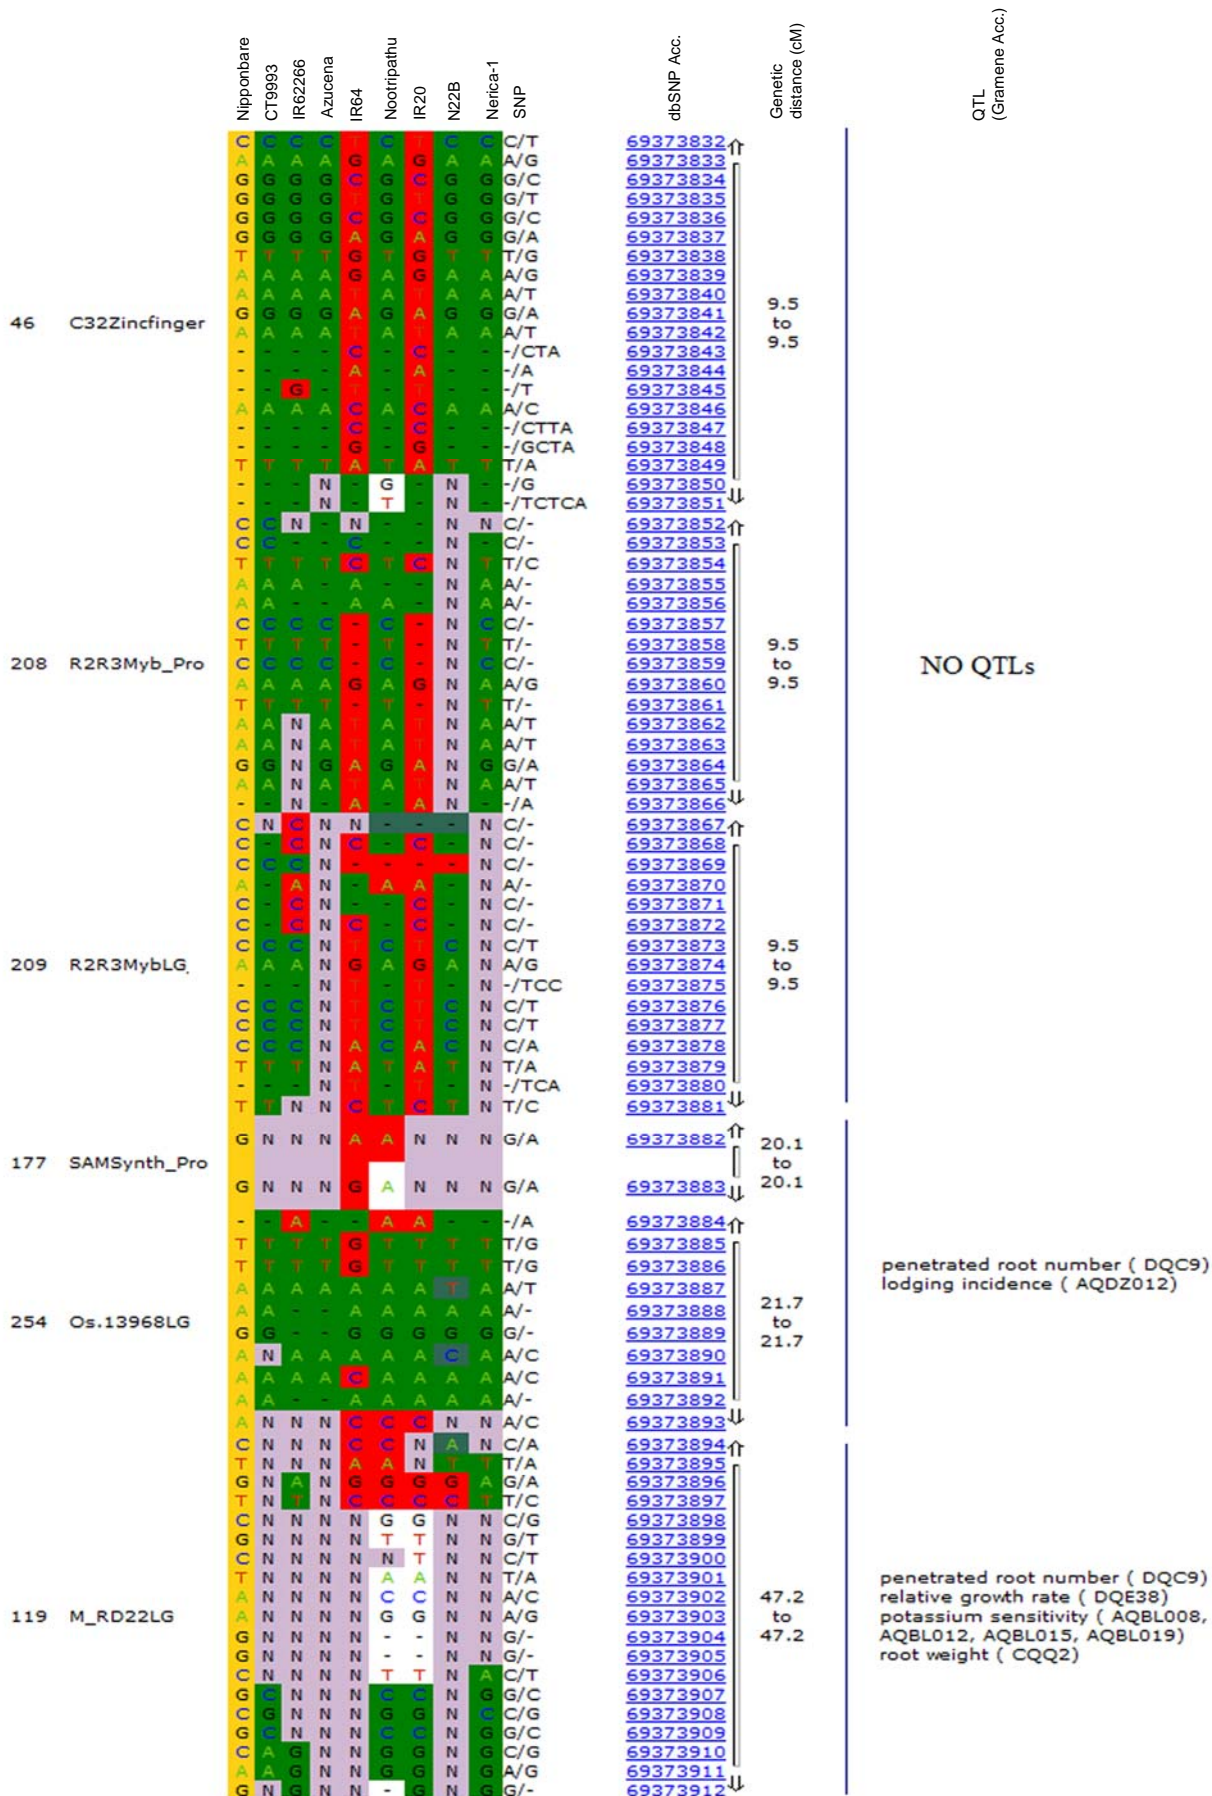 Nipponbare CT9993 IR62266 Azucena IR64 Nootripathu IR20 N22B Nerica-1 SNP dbSNP Acc. Genetic distance (cM) QTL (Gramene Acc.)
C C C C T C T C C C/T 69373832
A A A A G A G A A A/G 69373833
G G G G C G C G G G/C 69373834
G G G G T G T G G G/T 69373835
G G G G C G C G G G/C 69373836
G G G G A G A G G G/A 69373837
T T T T G T G T T T/G 69373838
A A A A G A G A A A/G 69373839
A A A A T A T A A A/T 69373840
9.5
G G G G A G A G G G/A 69373841
46 C32Zincfinger to
A A A A T A T A A A/T 69373842
9.5
- - - - C - C - - -/CTA 69373843
- - - - A - A - - -/A 69373844
- - G - T - T - - -/T 69373845
A A A A C A C A A A/C 69373846
- - - - C - C - - -/CTTA 69373847
- - - - G - G - - -/GCTA 69373848
T T T T A T A T T T/A 69373849
- - - N - G - N - -/G 69373850
- - - N - T - N - -/TCTCA 69373851
C C N - N - - N N C/- 69373852
C C - - C - - N - C/- 69373853
T T T T C T C N T T/C 69373854
A A A - A - - N A A/- 69373855
A A - - A A - N A A/- 69373856
C C C C - C - N C C/- 69373857
T T T T - T - N T T/- 69373858 9.5
208 R2R3Myb_Pro C C C C - C - N C C/- 69373859 to NO QTLs
A A A A G A G N A A/G 69373860 9.5
T T T T - T - N T T/- 69373861
A A N A T A T N A A/T 69373862
A A N A T A T N A A/T 69373863
G G N G A G A N G G/A 69373864
A A N A T A T N A A/T 69373865
- - N - A - A N - -/A 69373866
C N C N N - - - N C/- 69373867
C - C N C - C - N C/- 69373868
C C C N - - - - N C/- 69373869
A - A N - A A - N A/- 69373870
C - C N - - C - N C/- 69373871
C - C N C - C - N C/- 69373872
C C C N T C T C N C/T 69373873 9.5
209 R2R3MybLG A A A N G A G A N A/G 69373874 to
- - - N T - T - N -/TCC 69373875 9.5
C C C N T C T C N C/T 69373876
C C C N T C T C N C/T 69373877
C C C N A C A C N C/A 69373878
T T T N A T A T N T/A 69373879
- - - N T - T - N -/TCA 69373880
T T N N C T C T N T/C 69373881
G N N N A A N N N G/A 69373882 20.1
177 SAMSynth_Pro to
G N N N G A N N N G/A 69373883 20.1
- - A - - A A - - -/A 69373884
T T T T G T T T T T/G 69373885
T T T T G T T T T T/G 69373886 penetrated root number ( DQC9)
A A A A A A A T A A/T 69373887 lodging incidence ( AQDZ012)
A A - - A A A A A A/- 69373888 21.7
254 Os.13968LG to
G G - - G G G G G G/- 69373889 21.7
A N A A A A A C A A/C 69373890
A A A A C A A A A A/C 69373891
A A - - A A A A A A/- 69373892
A N N N C C C N N A/C 69373893
C N N N C C N A N C/A 69373894
T N N N A A N T T T/A 69373895
G N A N G G G G A G/A 69373896
T N T N C C C C T T/C 69373897
C N N N N G G N N C/G 69373898
G N N N N T T N N G/T 69373899
C N N N N N T N N C/T 69373900
T N N N N A A N N T/A 69373901 penetrated root number ( DQC9)
A N N N N C C N N A/C 69373902 47.2 relative growth rate ( DQE38)
119 M_RD22LG A N N N N G G N N A/G 69373903 to potassium sensitivity ( AQBL008,
G N N N N - - N N G/- 69373904 47.2 AQBL012, AQBL015, AQBL019)
G N N N N - - N N G/- 69373905 root weight ( CQQ2)
C N N N N T T N A C/T 69373906
G C N N N C C N G G/C 69373907
C G N N N G G N C C/G 69373908
G C N N N C C N G G/C 69373909
C A G N N G G N G C/G 69373910
A A G N N G G N G A/G 69373911
G N G N N - G N G G/- 69373912